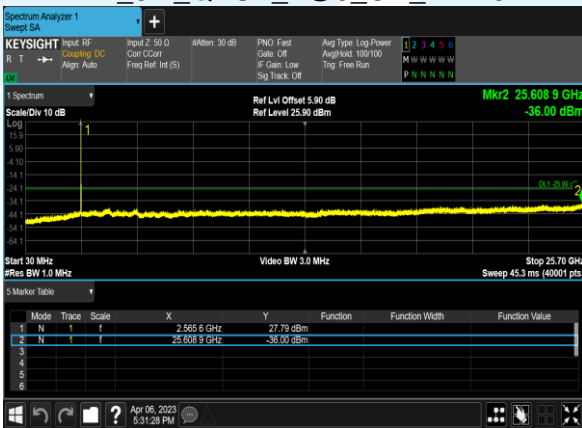 Spectrum Analyzer 1
Swept SA
+
KEYSIGHT
R T
LW
Input: RF
Coupling: DC
Align: Auto
Input Z: 50 Ω
Corr CCorr
Freq Ref: Int (S)
#Atten: 30 dB
PNO: Fast
Gate: Off
IF Gain: Low
Sig Track: Off
Avg Type: Log-Power
Avg|Hold: 100/100
Trig: Free Run
1 2 3 4 5 6
M W W W W W
P N N N N N
1 Spectrum
Scale/Div 10 dB
Ref Lvl Offset 5.90 dB
Ref Level 25.90 dBm
Mkr2 25.608 9 GHz
-36.00 dBm
Log
15.9
5.90
-4.10
-14.1
-24.1
-34.1
-44.1
-54.1
-64.1
1
DL1 -25.00
2
Start 30 MHz
#Res BW 1.0 MHz
Video BW 3.0 MHz
Stop 25.70 GHz
Sweep 45.3 ms (40001 pts)
5 Marker Table
Mode Trace Scale X Y Function Function Width Function Value
1 N 1 f 2.565 6 GHz 27.79 dBm
2 N 1 f 25.608 9 GHz -36.00 dBm
3
4
5
6
?
Apr 06, 2023
5:31:28 PM